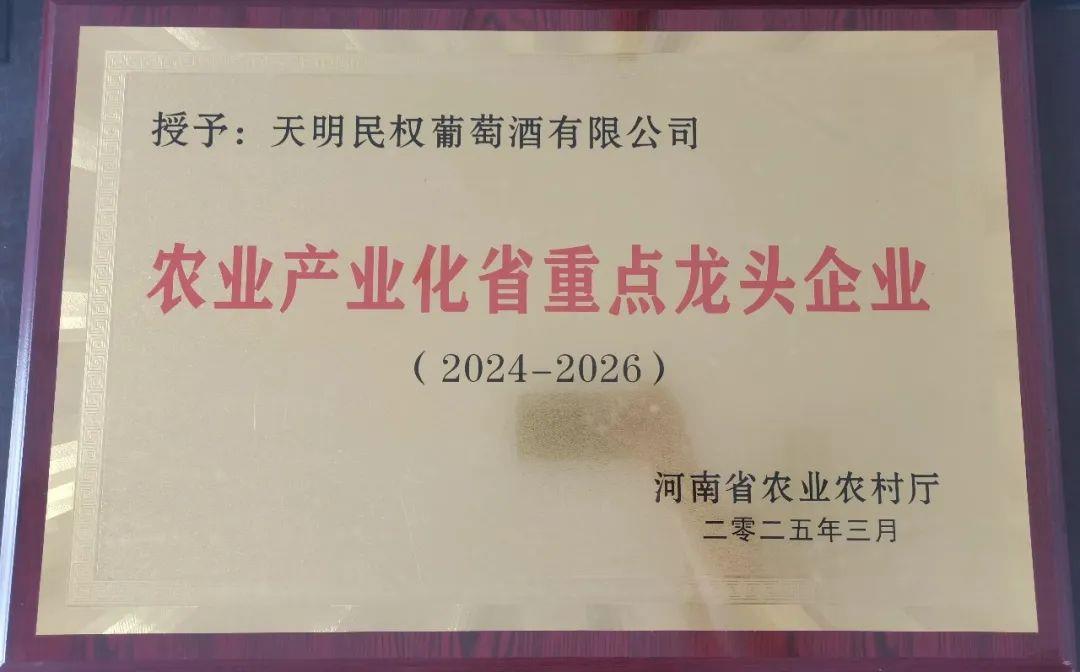 授予：天明民权葡萄酒有限公司
农业产业化省重点龙头企业
（2024-2026）
河南省农业农村厅
二零二五年三月